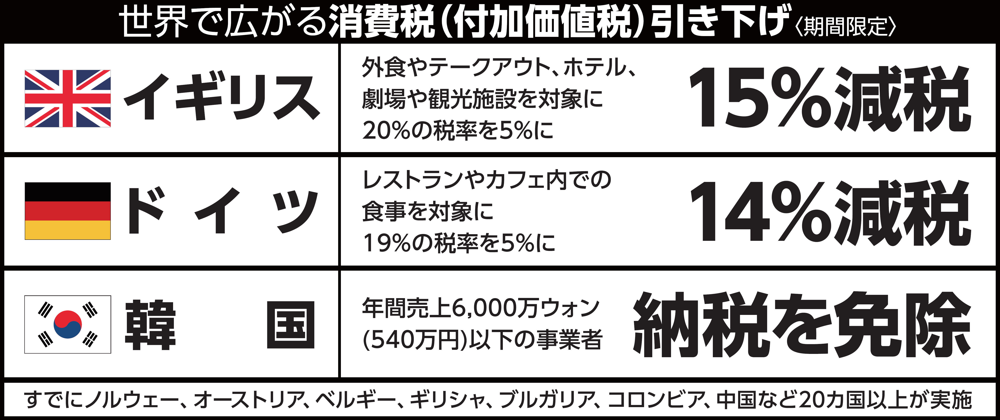 世界で広がる消費税(付加価値税)引き下げ〈期間限定〉
イギリス
外食やテークアウト、ホテル、
劇場や観光施設を対象に
20%の税率を5%に
15%減税
ドイツ
レストランやカフェ内での
食事を対象に
19%の税率を5%に
14%減税
韓国
年間売上6,000万ウォン
(540万円)以下の事業者
納税を免除
すでにノルウェー、オーストリア、ベルギー、ギリシャ、ブルガリア、コロンビア、中国など20カ国以上が実施